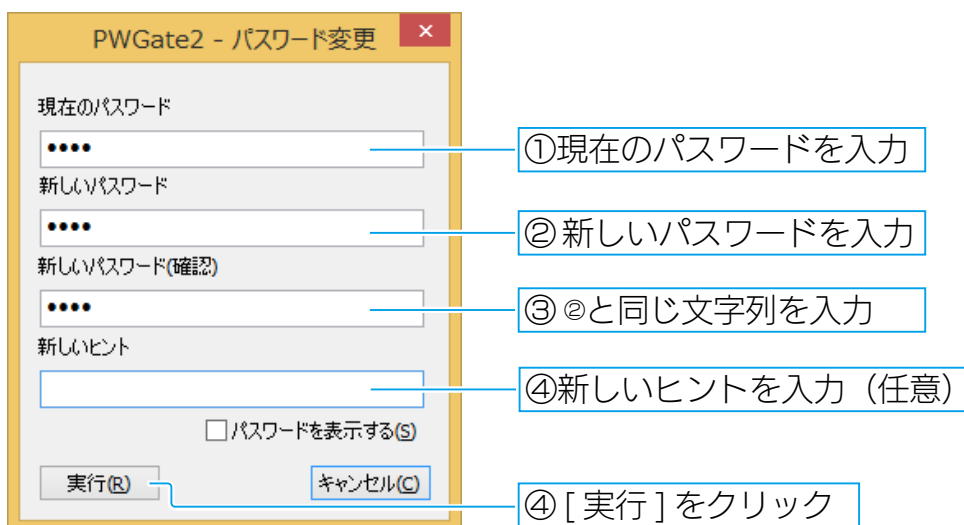 PWGate2 - パスワード変更
×
現在のパスワード
••••
①現在のパスワードを入力
新しいパスワード
••••
②新しいパスワードを入力
新しいパスワード(確認)
••••
③②と同じ文字列を入力
新しいヒント
④新しいヒントを入力（任意）
パスワードを表示する(S)
実行(R)
キャンセル(C)
④[実行]をクリック